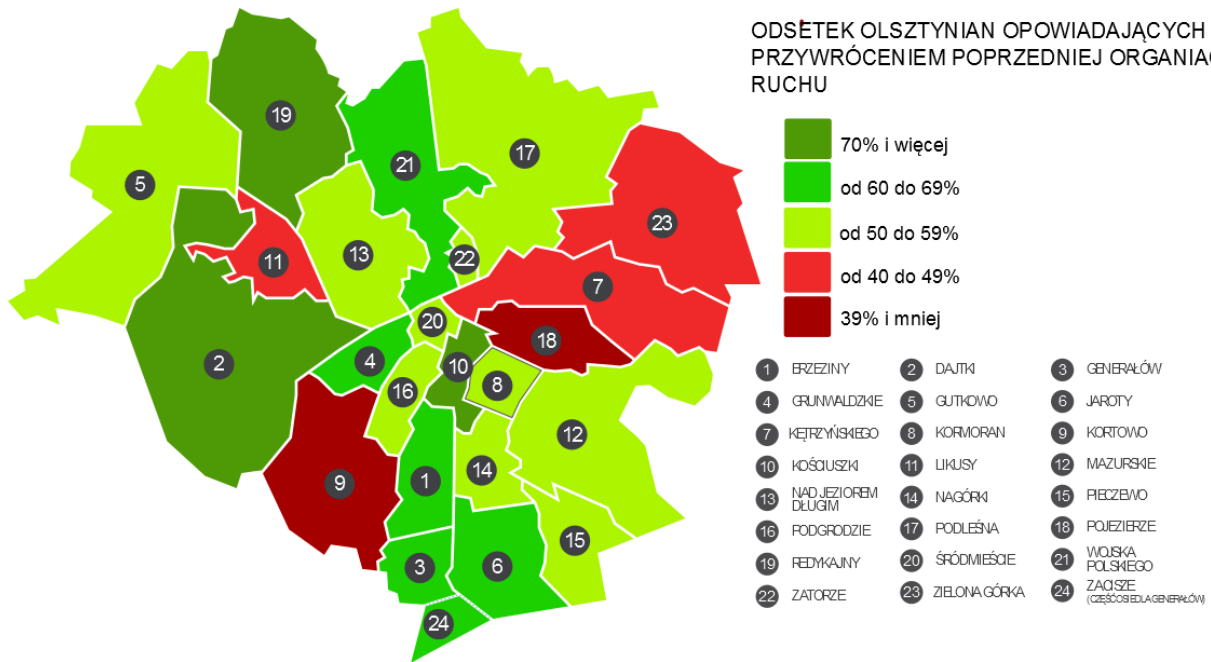 ODSETEK OLSZTYNIAN OPOWIADAJĄCYCH
PRZYWRÓCENIEM POPRZEDNIEJ ORGANIAC
RUCHU
70% i więcej
od 60 do 69%
od 50 do 59%
od 40 do 49%
39% i mniej
19
5
21
17
23
11
13
22
7
20
18
2
4
10
16
8
12
9
1
14
15
3
6
24
1 BRZEZINY
2 DAJTKI
3 GENERAŁÓW
4 GRUNWALDZKIE
5 GUTKOWO
6 JAROTY
7 KĘTRZYŃSKIEGO
8 KORMORAN
9 KORTOWO
10 KOŚCIUSZKI
11 LIKUSY
12 MAZURSKIE
13 NAD JEZIOREM
DŁUGIM
14 NAGÓRKI
15 PIECZEWO
16 PODGRODZIE
17 PODLEŚNA
18 POJEZIERZE
19 REDYKAJNY
20 ŚRÓDMIEŚCIE
21 WOJSKA
POLSKIEGO
22 ZATORZE
23 ZIELONA GÓRKA
24 ZACISZE
(CZĘŚĆ OSIEDLA GENERAŁÓW)